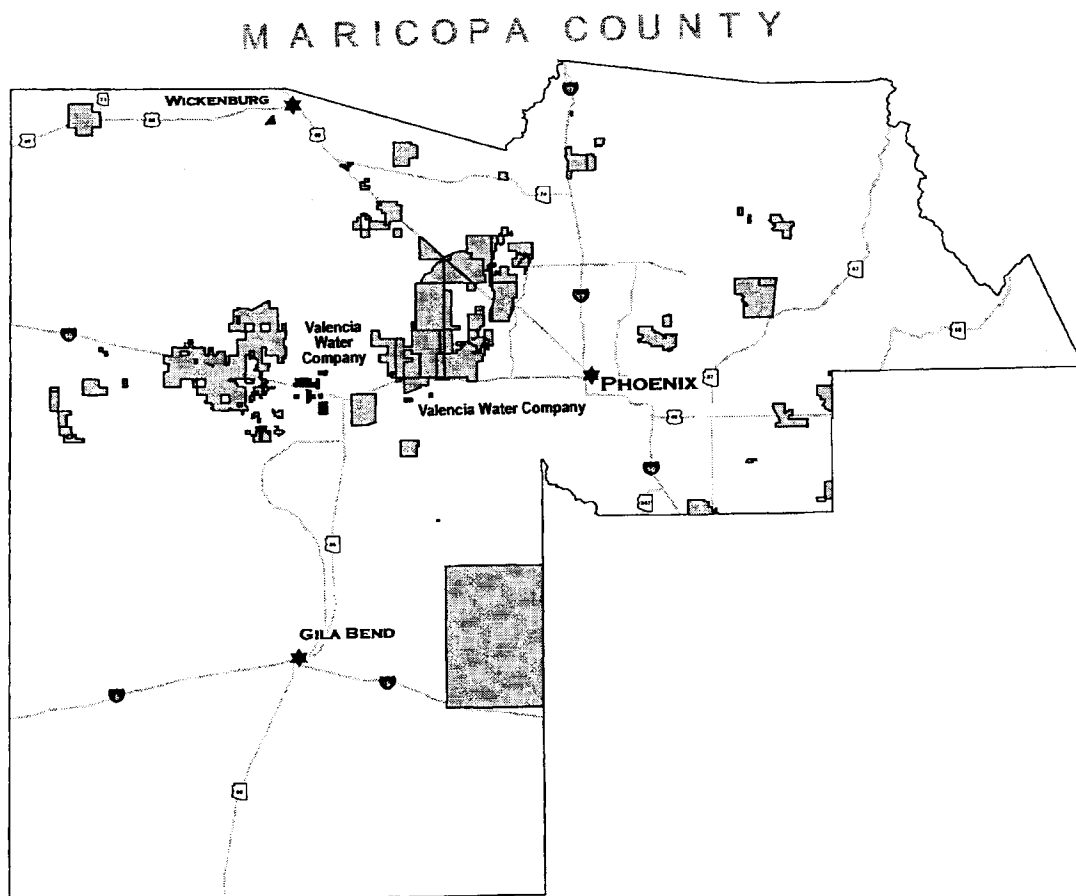 MARICOPA COUNTY
WICKENBURG
Valencia
Water
Company
PHOENIX
Valencia Water Company
GILA BEND